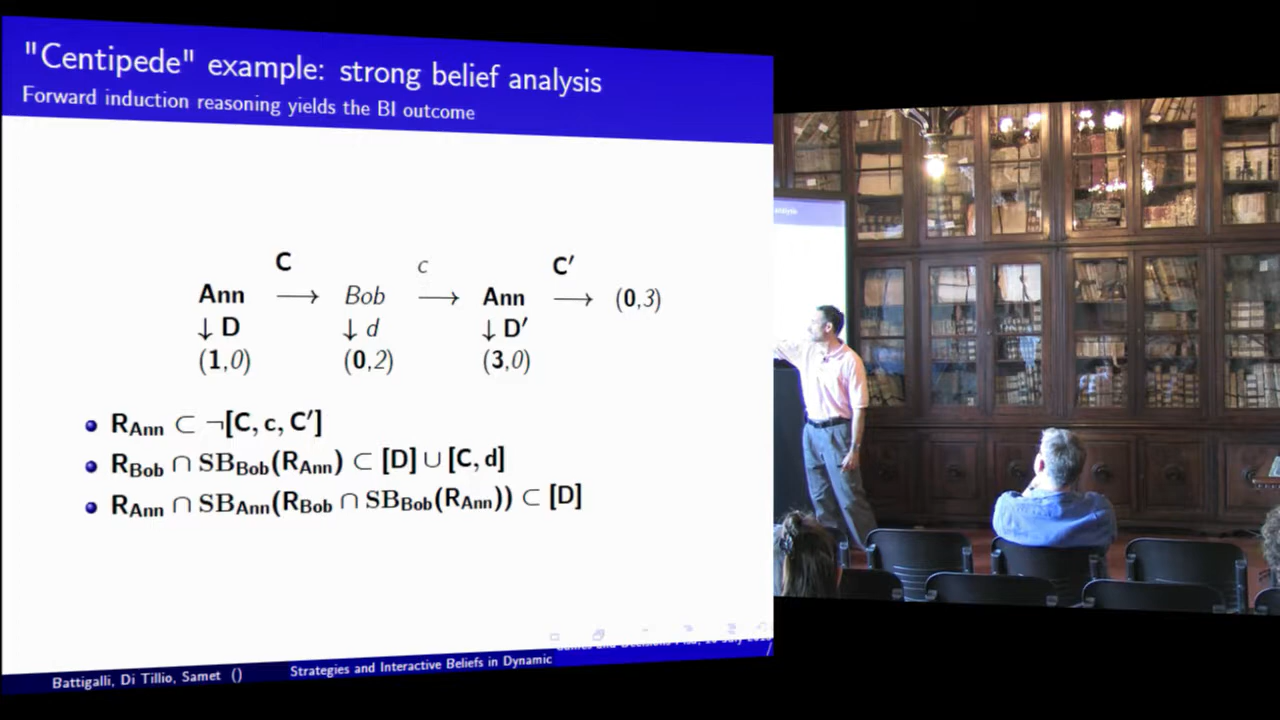 "Centipede" example: strong belief analysis
Forward induction reasoning yields the BI outcome
C c C′
Ann ⟶ Bob ⟶ Ann ⟶ (0,3)
↓ D ↓ d ↓ D′
(1,0) (0,2) (3,0)
• R_Ann ⊂ ¬[C, c, C′]
• R_Bob ∩ SB_Bob(R_Ann) ⊂ [D] ∪ [C, d]
• R_Ann ∩ SB_Ann(R_Bob ∩ SB_Bob(R_Ann)) ⊂ [D]
Battigalli, Di Tillio, Samet ()
Strategies and Interactive Beliefs in Dynamic
analysis